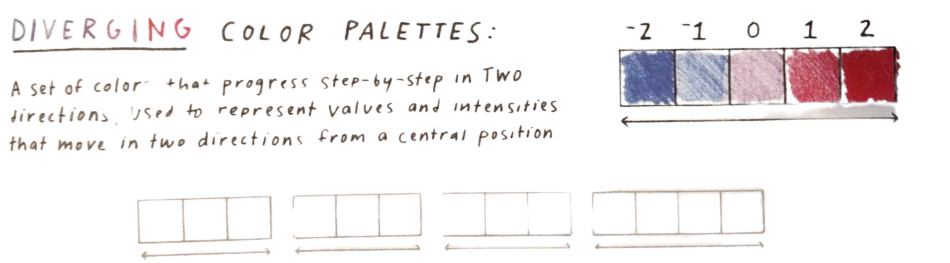 DIVERGING COLOR PALETTES:
A set of color that progress step-by-step in TWO
directions. Used to represent values and intensities
that move in two directions from a central position
-2 -1 0 1 2